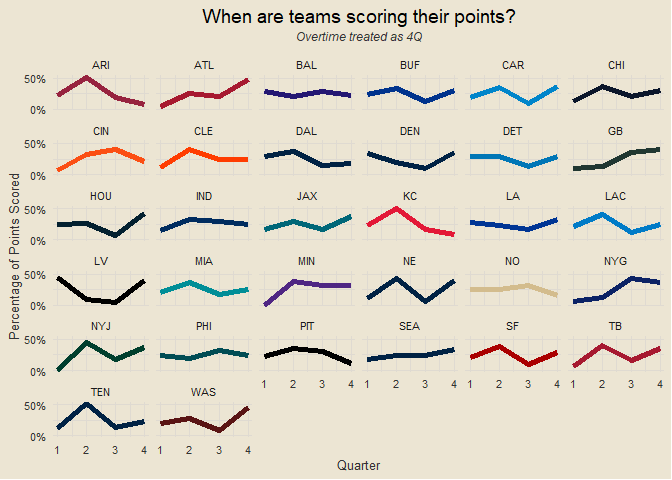 When are teams scoring their points?
Overtime treated as 4Q
ARI ATL BAL BUF CAR CHI
50%
0%
CIN CLE DAL DEN DET GB
50%
0%
HOU IND JAX KC LA LAC
50%
0%
LV MIA MIN NE NO NYG
50%
0%
NYJ PHI PIT SEA SF TB
50%
0%
1 2 3 4 1 2 3 4 1 2 3 4 1 2 3 4
TEN WAS
50%
0%
1 2 3 4 1 2 3 4
Percentage of Points Scored
Quarter